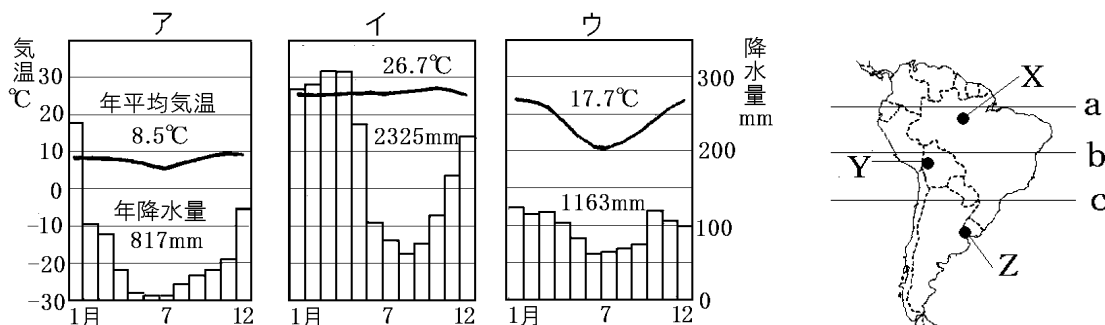 ア
イ
ウ
気温
℃
30
20
10
0
-10
-20
-30
年平均気温
8.5℃
年降水量
817mm
1月
7
12
26.7℃
2325mm
1月
7
12
17.7℃
1163mm
1月
7
12
降水量
mm
300
200
100
0
X
a
b
Y
c
Z